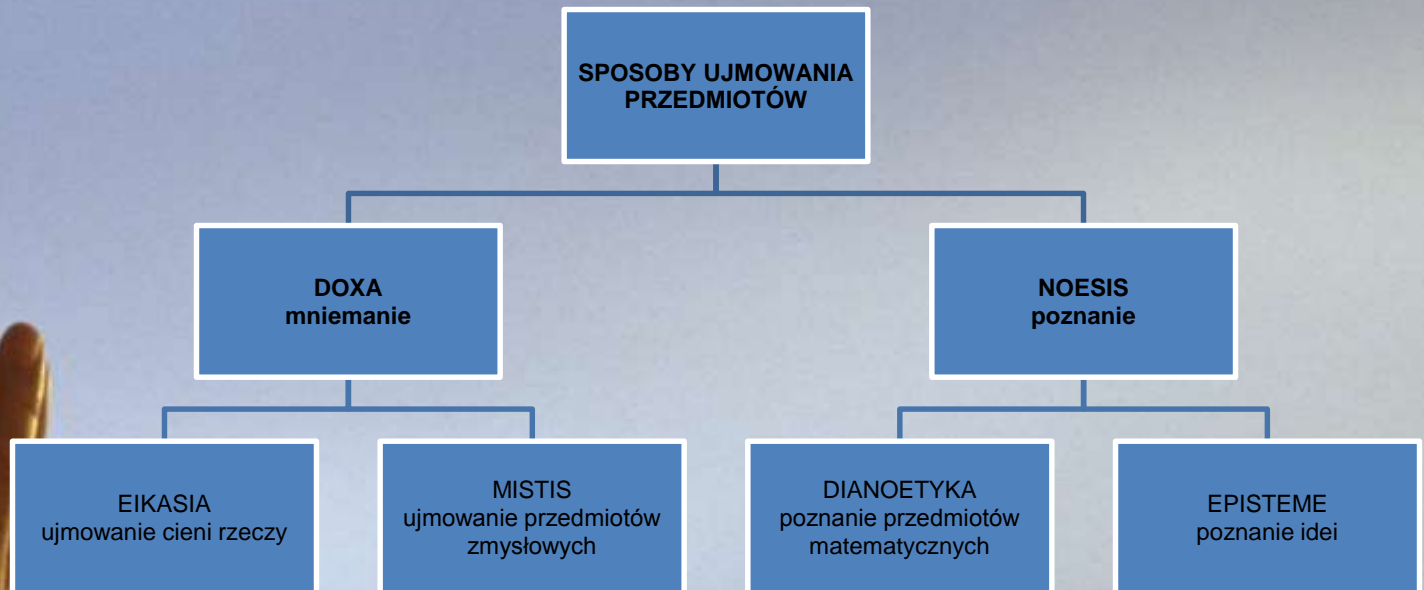 SPOSOBY UJMOWANIA
PRZEDMIOTÓW
DOXA
mniemanie
NOESIS
poznanie
EIKASIA
ujmowanie cieni rzeczy
MISTIS
ujmowanie przedmiotów
zmysłowych
DIANOETYKA
poznanie przedmiotów
matematycznych
EPISTEME
poznanie idei